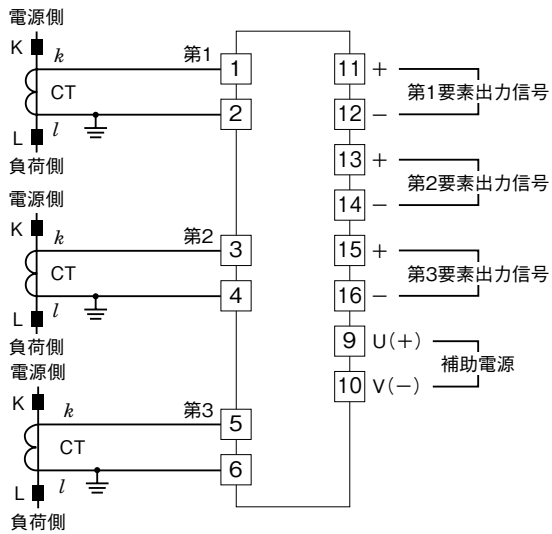 電源側
K
k
第1
1
CT
2
L
l
負荷側
電源側
K
k
第2
3
CT
4
L
l
負荷側
電源側
K
k
第3
5
CT
6
L
l
負荷側
11 +
第1要素出力信号
12 −
13 +
第2要素出力信号
14 −
15 +
第3要素出力信号
16 −
9 U(+)
補助電源
10 V(−)